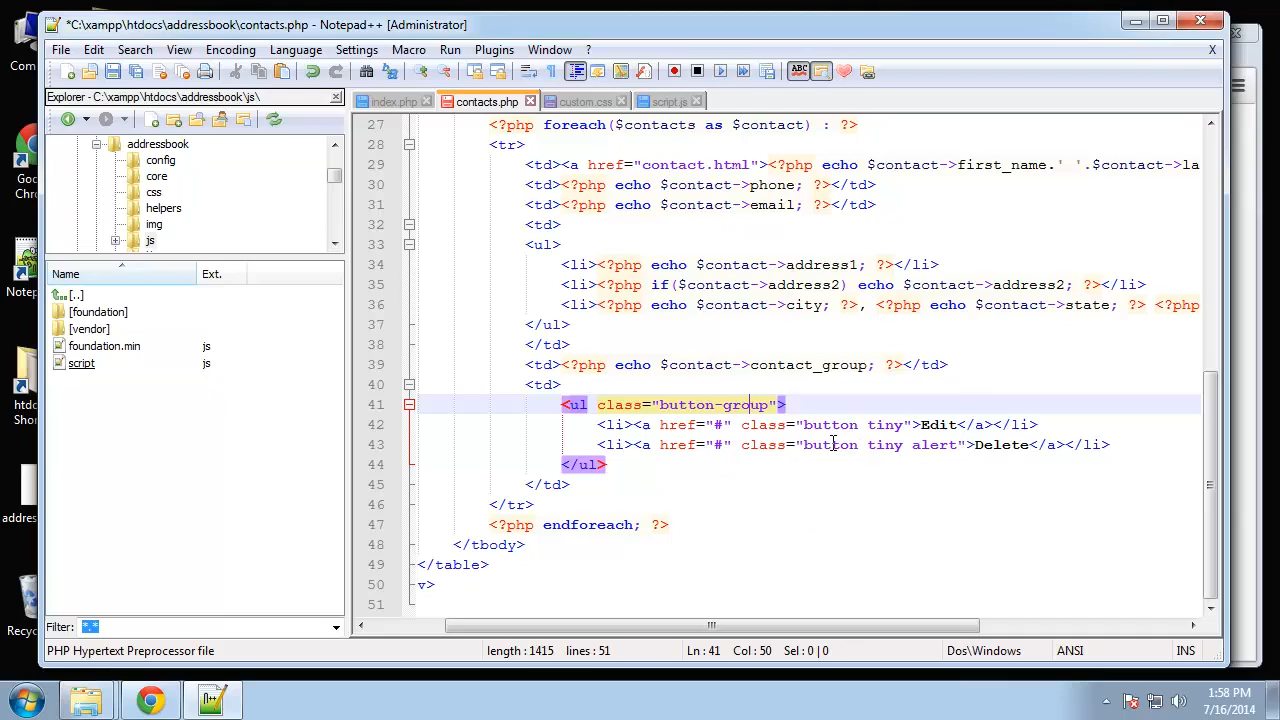 *C:\xampp\htdocs\addressbook\contacts.php - Notepad++ [Administrator]
File Edit Search View Encoding Language Settings Macro Run Plugins Window ? X
Explorer - C:\xampp\htdocs\addressbook\js\
index.php contacts.php custom.css script.js
addressbook
config
core
css
helpers
img
js
Name Ext.
[..]
[foundation]
[vendor]
foundation.min js
script js
Filter: *.*
27 <?php foreach($contacts as $contact) : ?>
28 <tr>
29 <td><a href="contact.html"><?php echo $contact->first_name.' '.$contact->la
30 <td><?php echo $contact->phone; ?></td>
31 <td><?php echo $contact->email; ?></td>
32 <td>
33 <ul>
34 <li><?php echo $contact->address1; ?></li>
35 <li><?php if($contact->address2) echo $contact->address2; ?></li>
36 <li><?php echo $contact->city; ?>, <?php echo $contact->state; ?> <?php
37 </ul>
38 </td>
39 <td><?php echo $contact->contact_group; ?></td>
40 <td>
41 <ul class="button-group">
42 <li><a href="#" class="button tiny">Edit</a></li>
43 <li><a href="#" class="button tiny alert">Delete</a></li>
44 </ul>
45 </td>
46 </tr>
47 <?php endforeach; ?>
48 </tbody>
49 </table>
50 v>
51
PHP Hypertext Preprocessor file length : 1415 lines : 51 Ln : 41 Col : 50 Sel : 0 | 0 Dos\Windows ANSI INS
Com
Goo
Chro
Notep
htdo
addres
Recyc
1:58 PM
7/16/2014